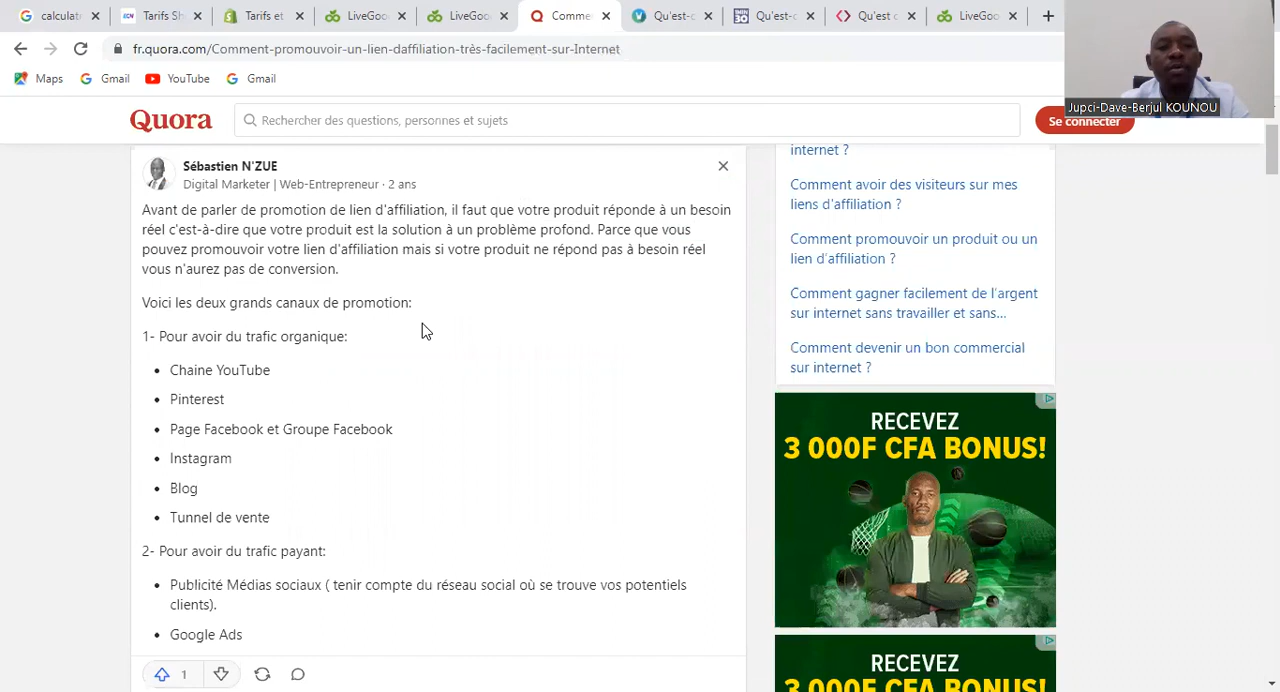 calculat
Tarifs Sh
Tarifs et
LiveGoo
LiveGoo
Comme
Qu'est-c
Qu'est-c
Qu'est c
LiveGoo
fr.quora.com/Comment-promouvoir-un-lien-daffiliation-très-facilement-sur-Internet
Maps
Gmail
YouTube
Gmail
Jupci-Dave-Berjul KOUNOU
Quora
Rechercher des questions, personnes et sujets
Se connecter
Sébastien N'ZUE
Digital Marketer | Web-Entrepreneur · 2 ans
Avant de parler de promotion de lien d'affiliation, il faut que votre produit réponde à un besoin
réel c'est-à-dire que votre produit est la solution à un problème profond. Parce que vous
pouvez promouvoir votre lien d'affiliation mais si votre produit ne répond pas à besoin réel
vous n'aurez pas de conversion.
Voici les deux grands canaux de promotion:
1- Pour avoir du trafic organique:
• Chaine YouTube
• Pinterest
• Page Facebook et Groupe Facebook
• Instagram
• Blog
• Tunnel de vente
2- Pour avoir du trafic payant:
• Publicité Médias sociaux ( tenir compte du réseau social où se trouve vos potentiels
clients).
• Google Ads
1
internet ?
Comment avoir des visiteurs sur mes
liens d'affiliation ?
Comment promouvoir un produit ou un
lien d'affiliation ?
Comment gagner facilement de l'argent
sur internet sans travailler et sans...
Comment devenir un bon commercial
sur internet ?
RECEVEZ
3 000F CFA BONUS!
RECEVEZ
3 000F CFA BONUS!